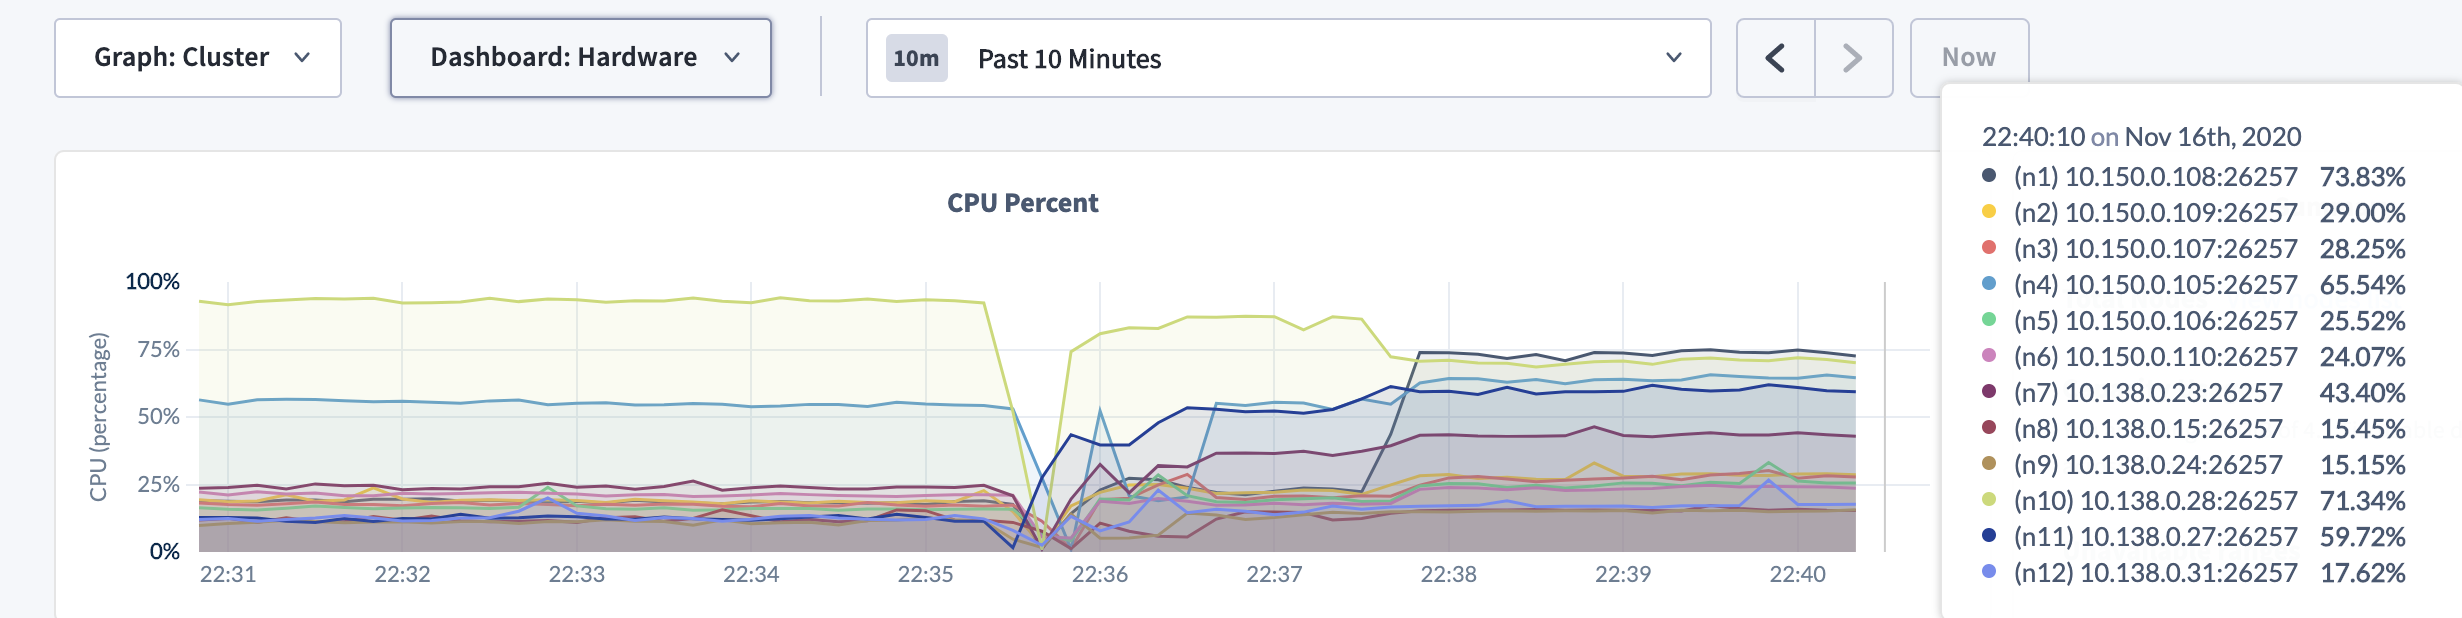 Graph: Cluster
Dashboard: Hardware
10m Past 10 Minutes
Now
CPU Percent
CPU (percentage)
100%
75%
50%
25%
0%
22:31 22:32 22:33 22:34 22:35 22:36 22:37 22:38 22:39 22:40
22:40:10 on Nov 16th, 2020
(n1) 10.150.0.108:26257 73.83%
(n2) 10.150.0.109:26257 29.00%
(n3) 10.150.0.107:26257 28.25%
(n4) 10.150.0.105:26257 65.54%
(n5) 10.150.0.106:26257 25.52%
(n6) 10.150.0.110:26257 24.07%
(n7) 10.138.0.23:26257 43.40%
(n8) 10.138.0.15:26257 15.45%
(n9) 10.138.0.24:26257 15.15%
(n10) 10.138.0.28:26257 71.34%
(n11) 10.138.0.27:26257 59.72%
(n12) 10.138.0.31:26257 17.62%